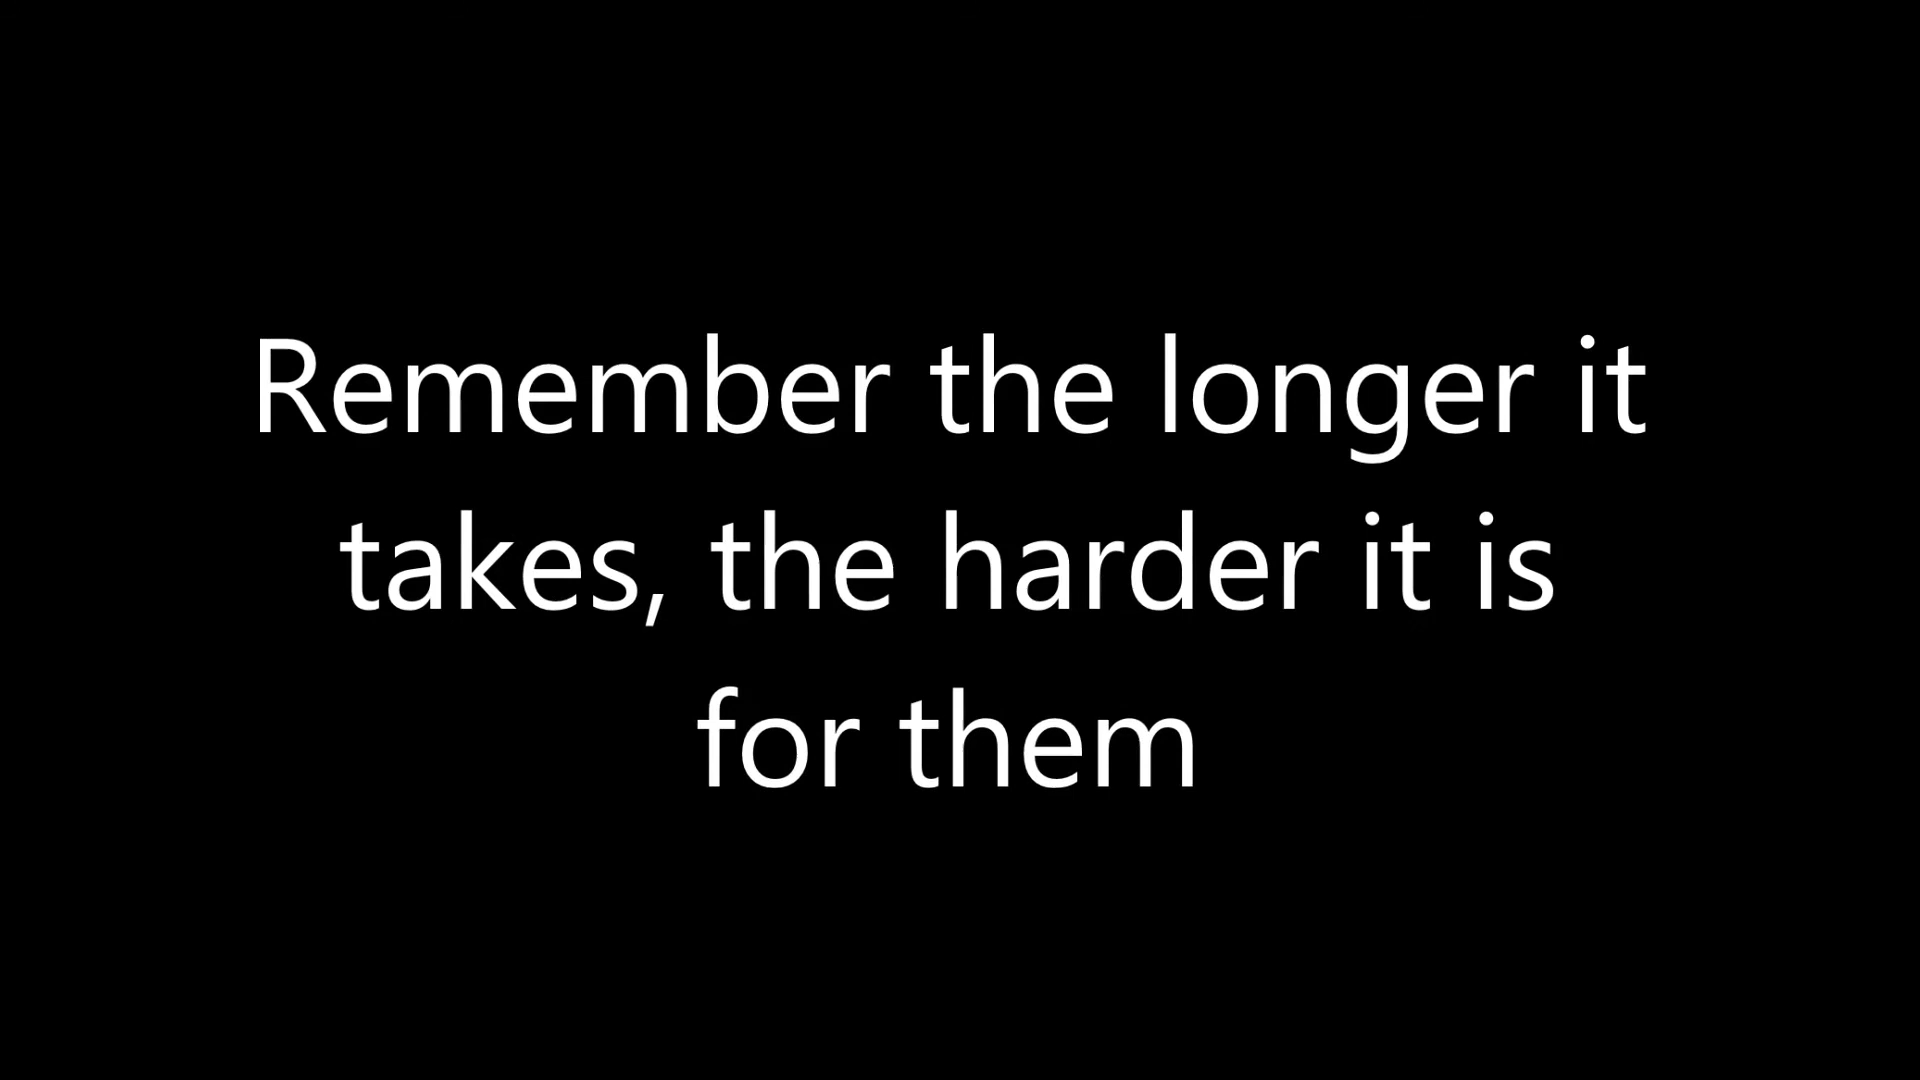 Remember the longer it
takes, the harder it is
for them